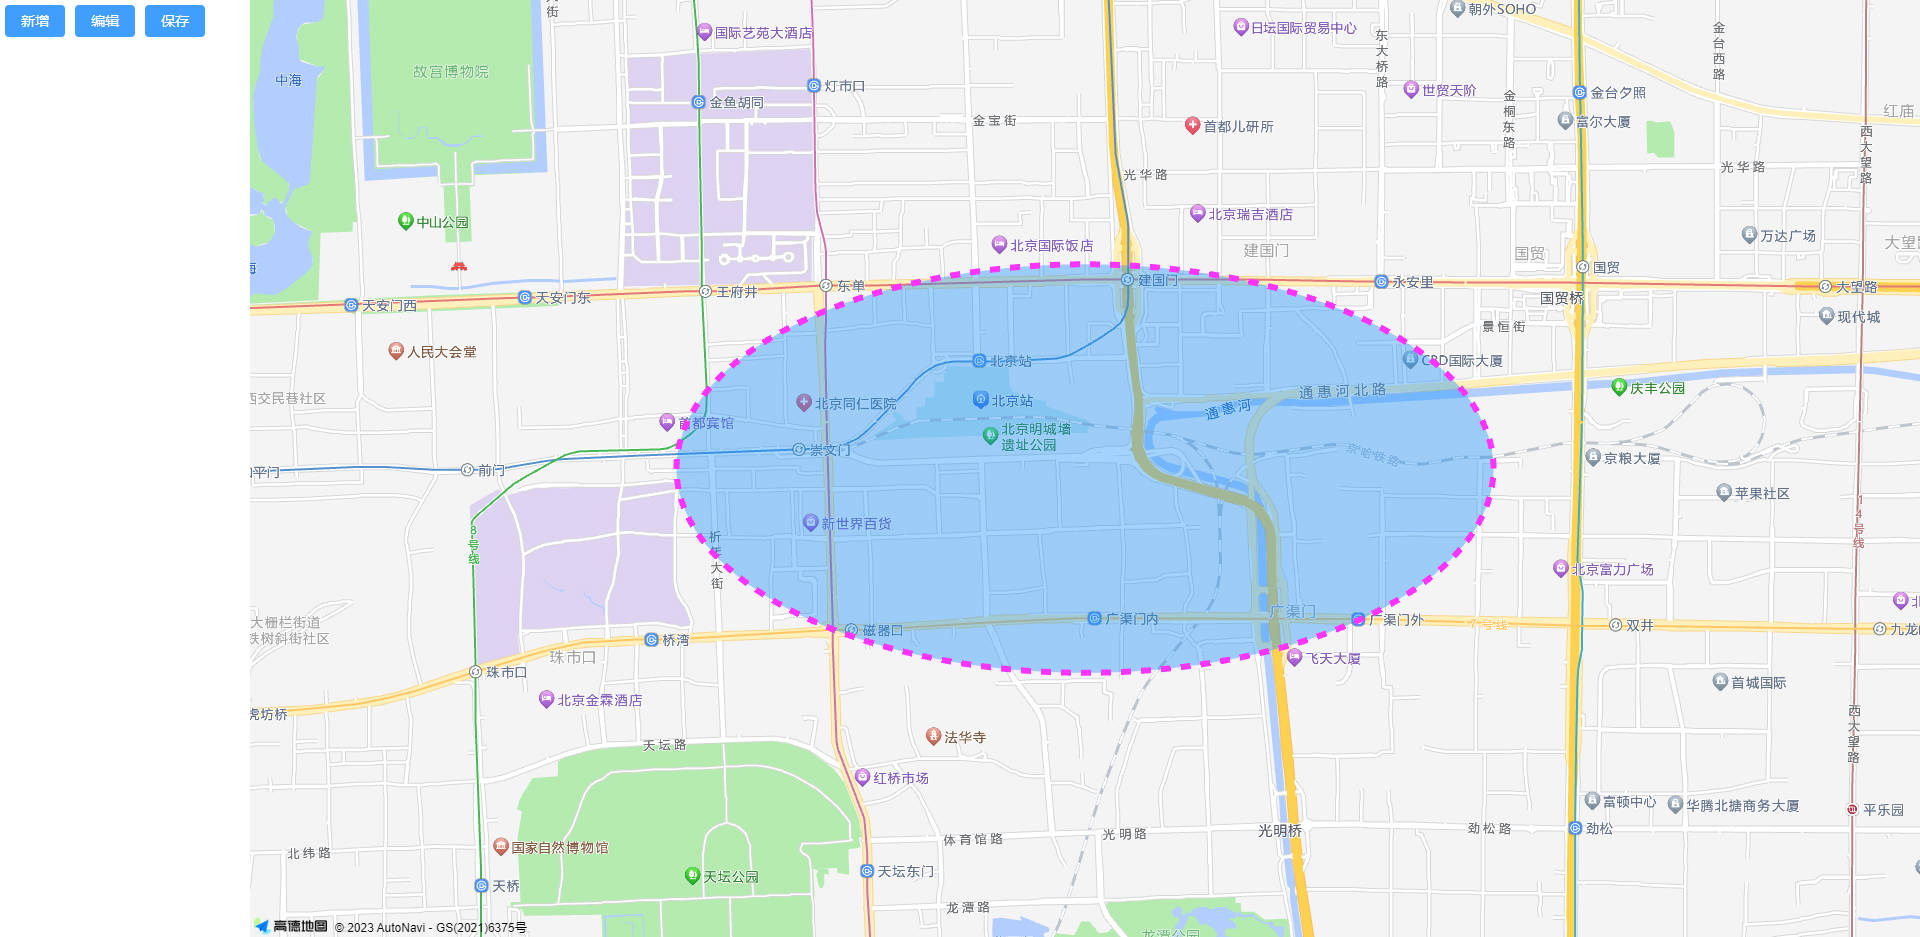 新增
编辑
保存
街
国际艺苑大酒店
日坛国际贸易中心
朝外SOHO
东大桥路
金台西路
中海
故宫博物院
灯市口
金鱼胡同
世贸天阶
金桐东路
金台夕照
红庙
金宝街
首都儿研所
富尔大厦
西大望路
光华路
光华路
中山公园
北京瑞吉酒店
北京国际饭店
建国门
国贸
万达广场
海
国贸
建国门
永安里
东单
王府井
天安门东
天安门西
大望路
国贸桥
现代城
景恒街
人民大会堂
北京站
CBD国际大厦
西交民巷社区
北京同仁医院
北京站
通惠河北路
通惠河
庆丰公园
首都宾馆
北京明城墙
遗址公园
崇文门
京哈铁路
京粮大厦
前门
苹果社区
新世界百货
祈年大街
8号线
14号线
北京富力广场
大栅栏街道
铁树斜街社区
广渠门
广渠门内
广渠门外
7号线
双井
磁器口
桥湾
珠市口
珠市口
飞天大厦
首城国际
北京金霖酒店
虎坊桥
西大望路
天坛路
法华寺
红桥市场
富顿中心
华腾北搪商务大厦
平乐园
光明桥
光明路
劲松路
劲松
体育馆路
北纬路
国家自然博物馆
天坛公园
天坛东门
天桥
龙潭路
龙潭公园
高德地图
© 2023 AutoNavi - GS(2021)6375号